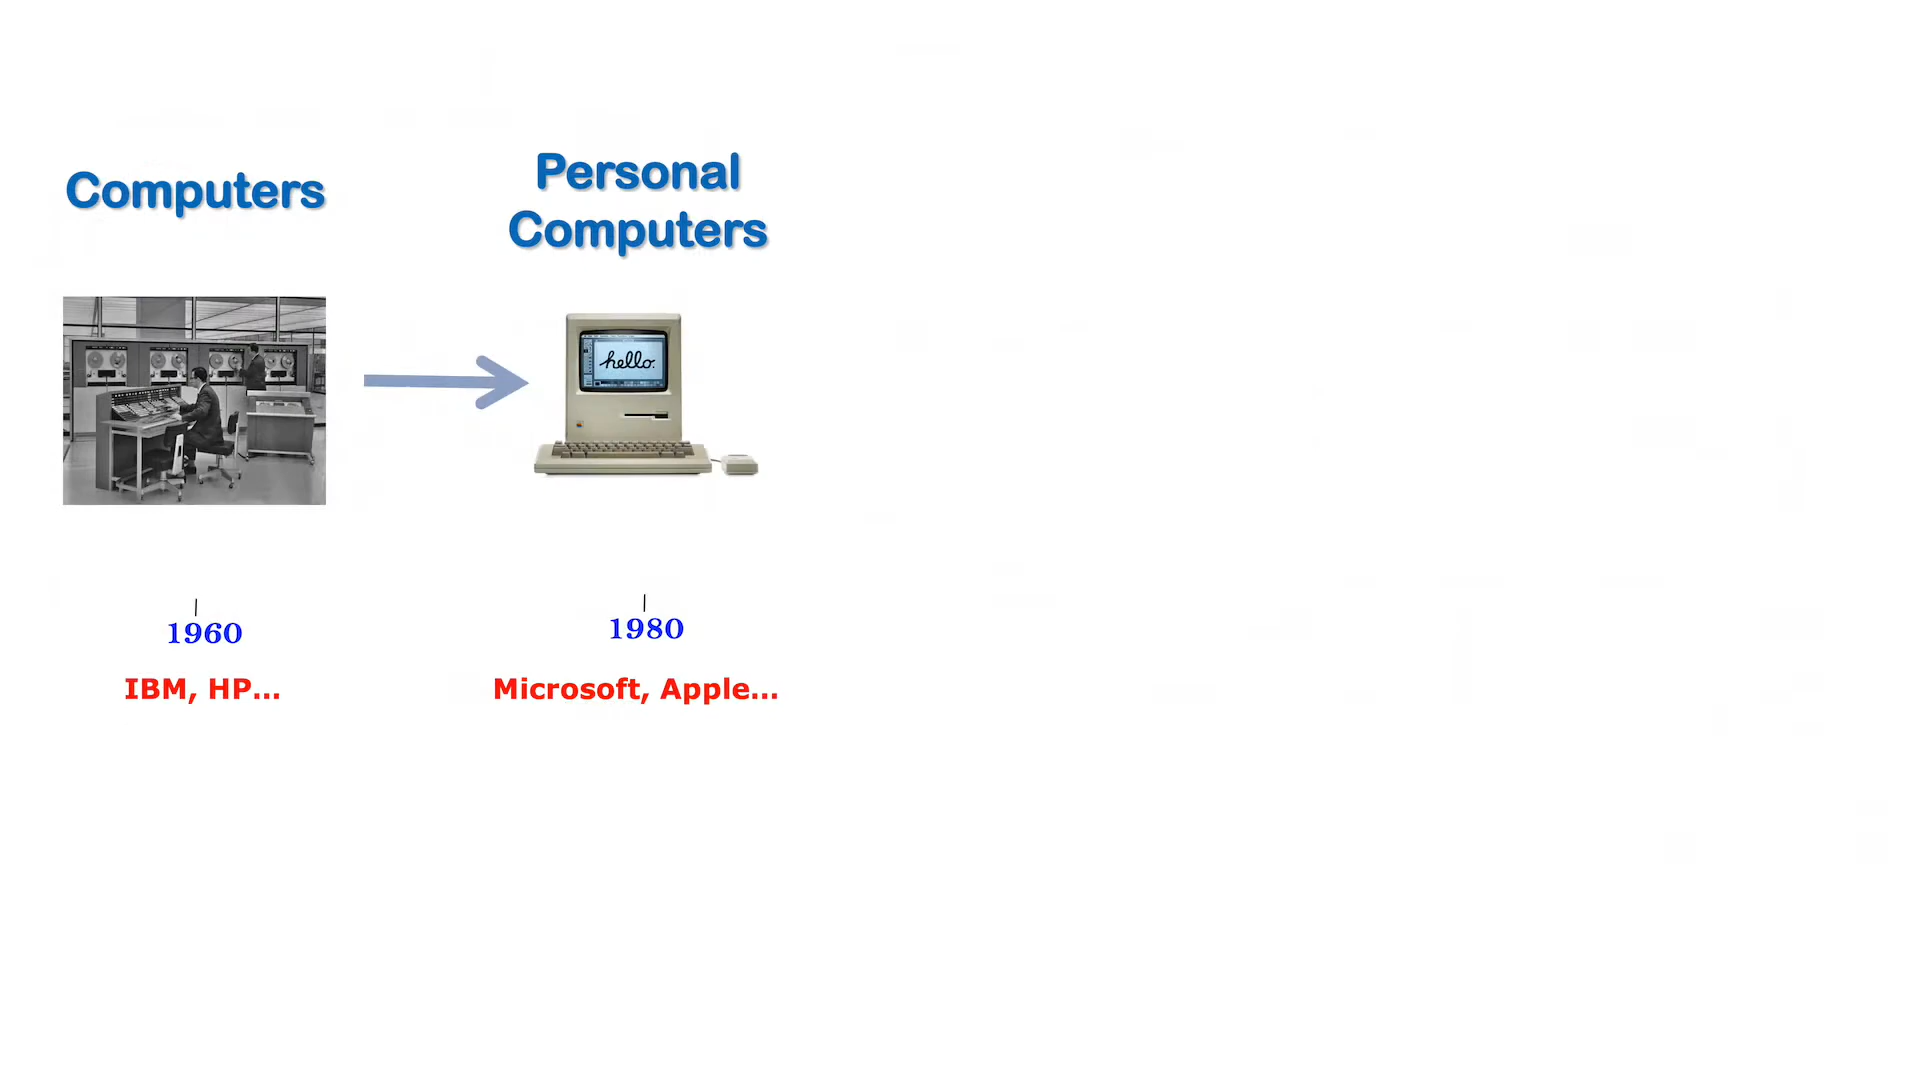 Computers
Personal
Computers
hello.
1960
1980
IBM, HP...
Microsoft, Apple...